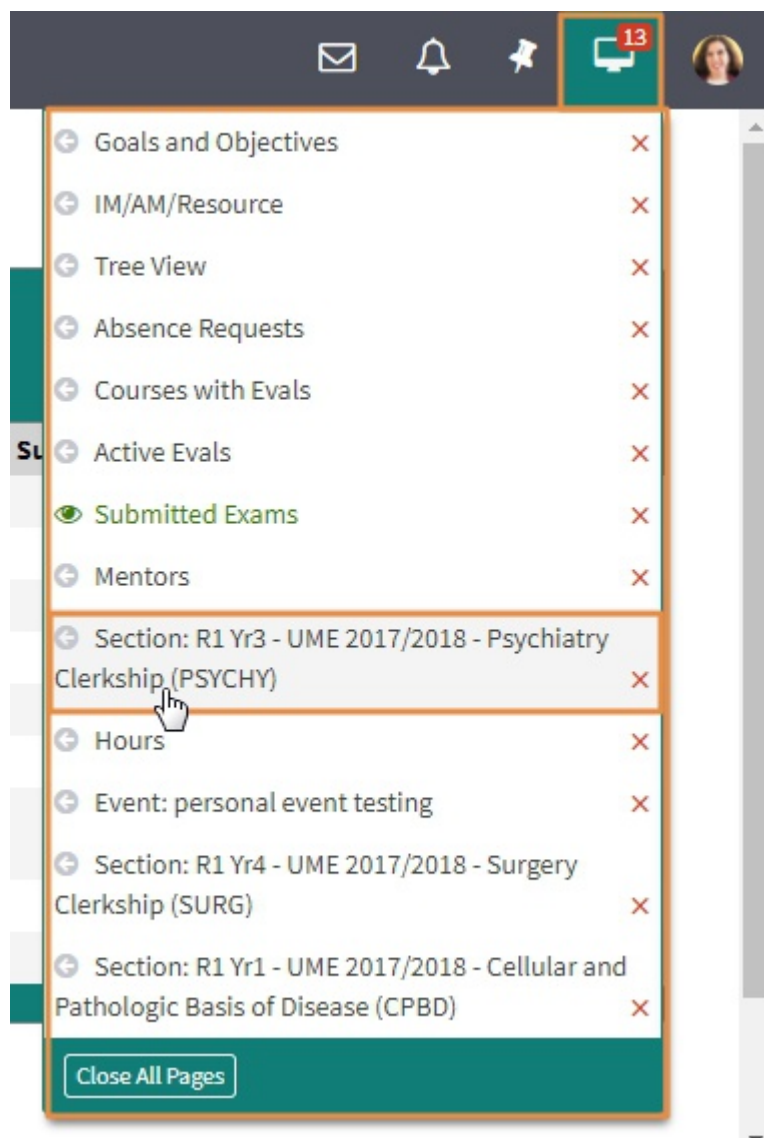 13
Goals and Objectives
IM/AM/Resource
Tree View
Absence Requests
Courses with Evals
Active Evals
Su
Submitted Exams
Mentors
Section: R1 Yr3 - UME 2017/2018 - Psychiatry
Clerkship (PSYCHY)
Hours
Event: personal event testing
Section: R1 Yr4 - UME 2017/2018 - Surgery
Clerkship (SURG)
Section: R1 Yr1 - UME 2017/2018 - Cellular and
Pathologic Basis of Disease (CPBD)
Close All Pages